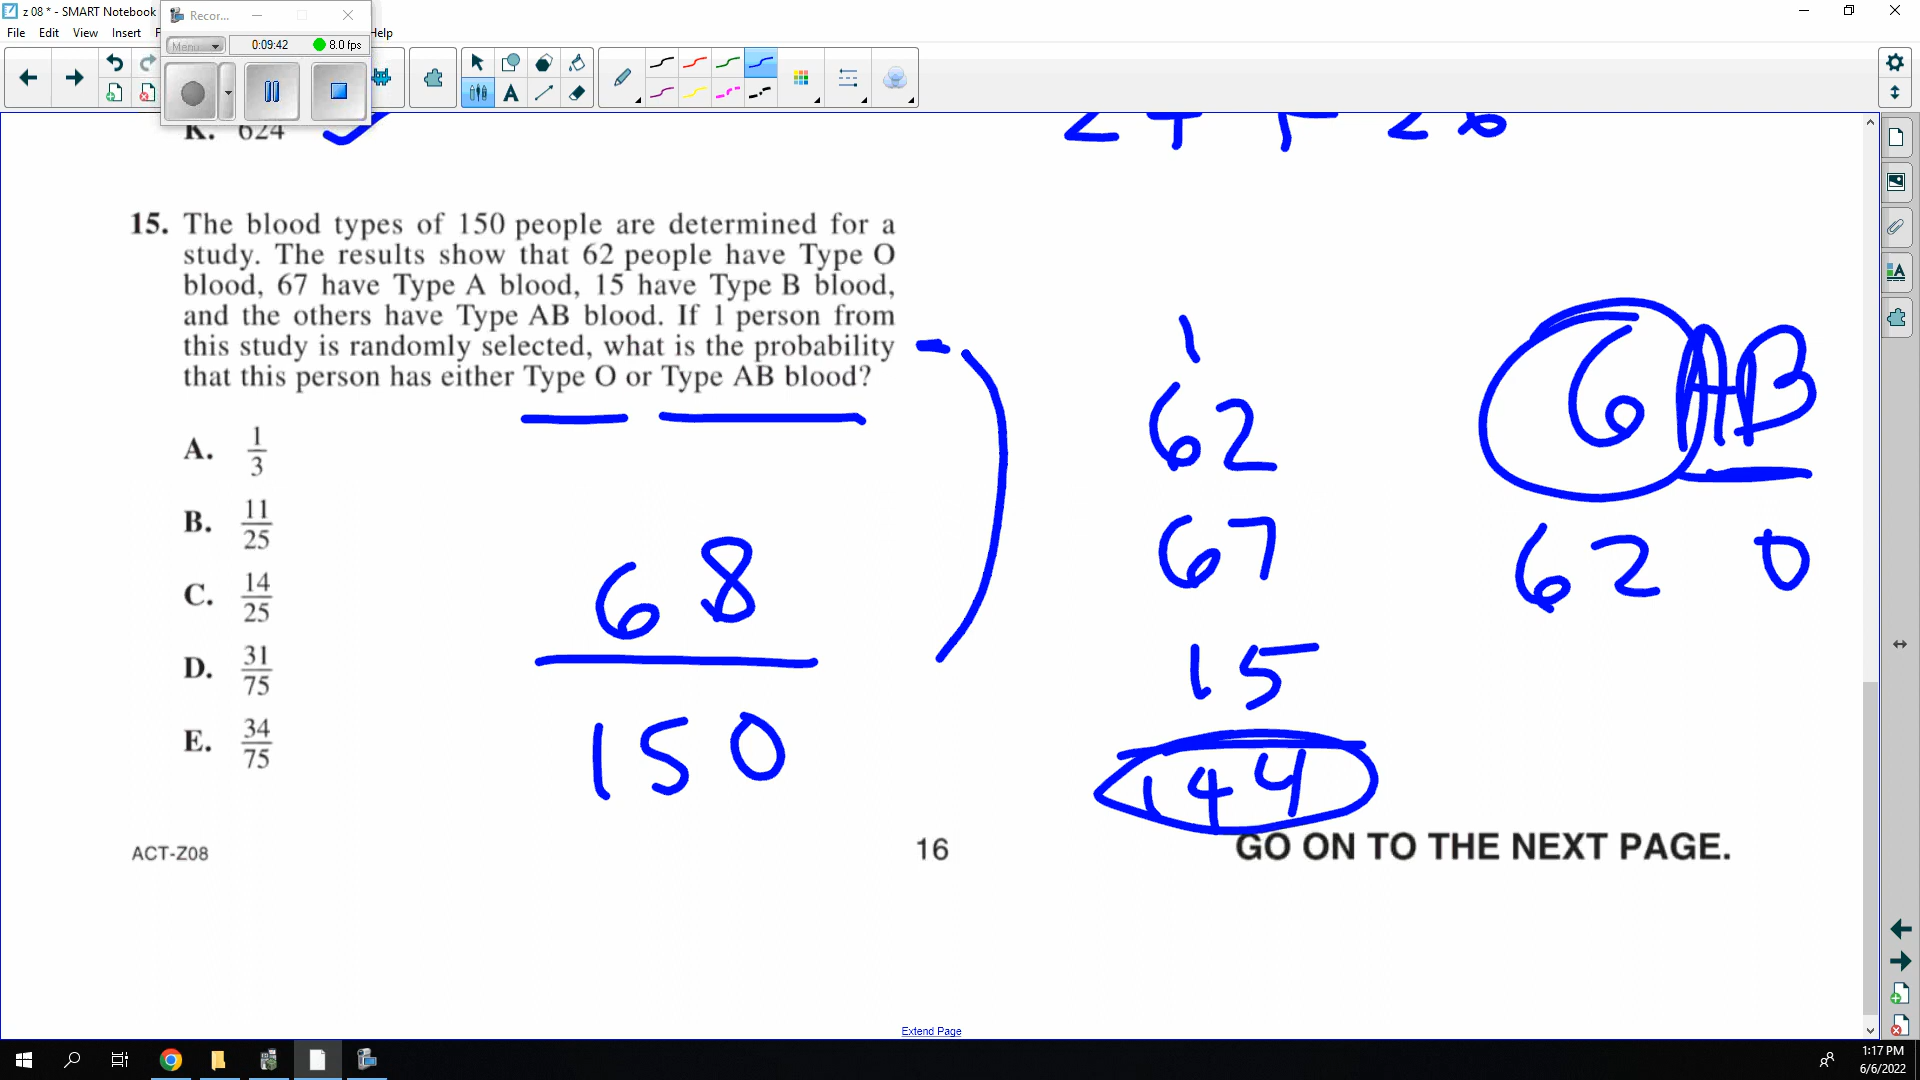 z 08 * - SMART Notebook
Recor...
File Edit View Insert
elp
Menu
0:09:42
8.0 fps
K. 624
15. The blood types of 150 people are determined for a
study. The results show that 62 people have Type O
blood, 67 have Type A blood, 15 have Type B blood,
and the others have Type AB blood. If 1 person from
this study is randomly selected, what is the probability
that this person has either Type O or Type AB blood?
A. 1/3
B. 11/25
C. 14/25
D. 31/75
E. 34/75
68
150
1
62
67
15
144
6 AB
62 O
ACT-Z08
16
GO ON TO THE NEXT PAGE.
Extend Page
1:17 PM
6/6/2022